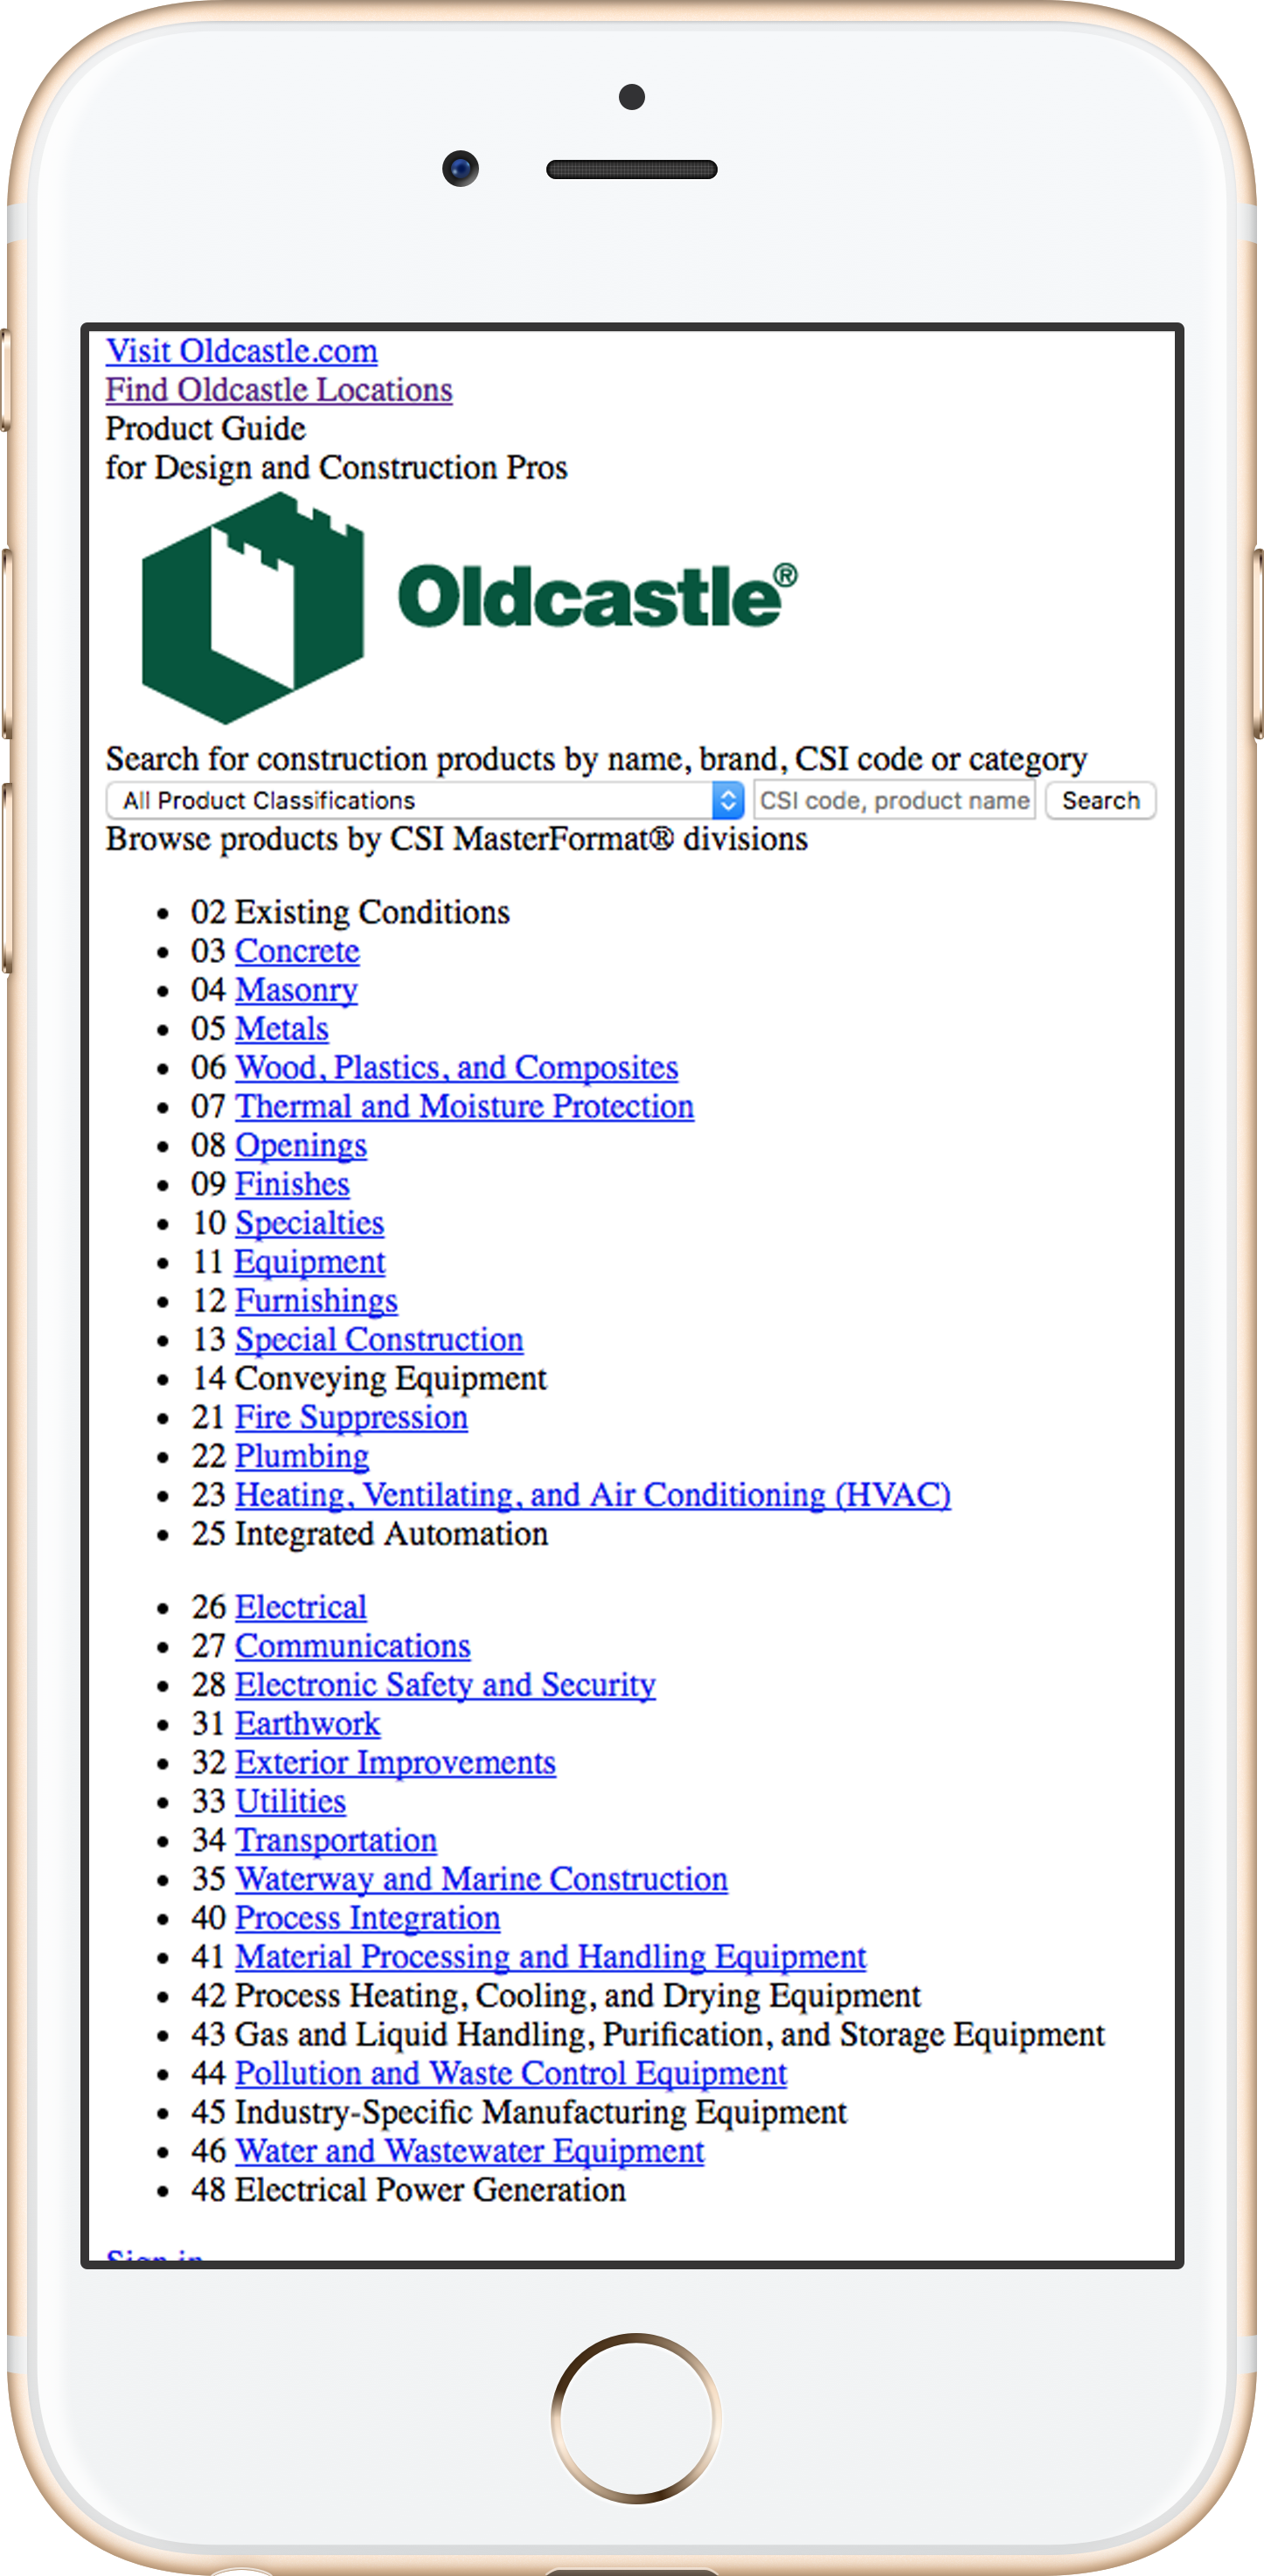 Visit Oldcastle.com
Find Oldcastle Locations
Product Guide
for Design and Construction Pros
Oldcastle®
Search for construction products by name, brand, CSI code or category
All Product Classifications CSI code, product name Search
Browse products by CSI MasterFormat® divisions
• 02 Existing Conditions
• 03 Concrete
• 04 Masonry
• 05 Metals
• 06 Wood, Plastics, and Composites
• 07 Thermal and Moisture Protection
• 08 Openings
• 09 Finishes
• 10 Specialties
• 11 Equipment
• 12 Furnishings
• 13 Special Construction
• 14 Conveying Equipment
• 21 Fire Suppression
• 22 Plumbing
• 23 Heating, Ventilating, and Air Conditioning (HVAC)
• 25 Integrated Automation
• 26 Electrical
• 27 Communications
• 28 Electronic Safety and Security
• 31 Earthwork
• 32 Exterior Improvements
• 33 Utilities
• 34 Transportation
• 35 Waterway and Marine Construction
• 40 Process Integration
• 41 Material Processing and Handling Equipment
• 42 Process Heating, Cooling, and Drying Equipment
• 43 Gas and Liquid Handling, Purification, and Storage Equipment
• 44 Pollution and Waste Control Equipment
• 45 Industry-Specific Manufacturing Equipment
• 46 Water and Wastewater Equipment
• 48 Electrical Power Generation
Sign in